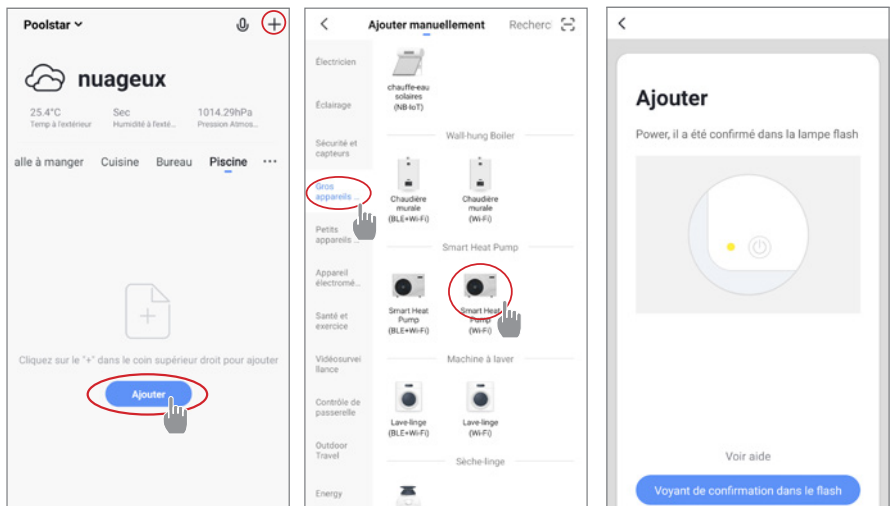 Poolstar
nuageux
25.4°C Sec 1014.29hPa
Temp à l'extérieur Humidité à l'exté... Pression Atmos...
alle à manger Cuisine Bureau Piscine ...
Cliquez sur le "+" dans le coin supérieur droit pour ajouter
Ajouter
Ajouter manuellement Recherc
Électricien
Éclairage
Sécurité et
capteurs
Gros
appareils ...
Petits
appareils ...
Appareil
électromé...
Santé et
exercice
Vidéosurvei
llance
Contrôle de
passerelle
Outdoor
Travel
Energy
chauffe-eau
solaires
(NB-IoT)
Wall-hung Boiler
Chaudière
murale
(BLE+Wi-Fi)
Chaudière
murale
(Wi-Fi)
Smart Heat Pump
Smart Heat
Pump
(BLE+Wi-Fi)
Smart Heat
Pump
(Wi-Fi)
Machine à laver
Lave-linge
(BLE+Wi-Fi)
Lave-linge
(Wi-Fi)
Sèche-linge
Ajouter
Power, il a été confirmé dans la lampe flash
Voir aide
Voyant de confirmation dans le flash